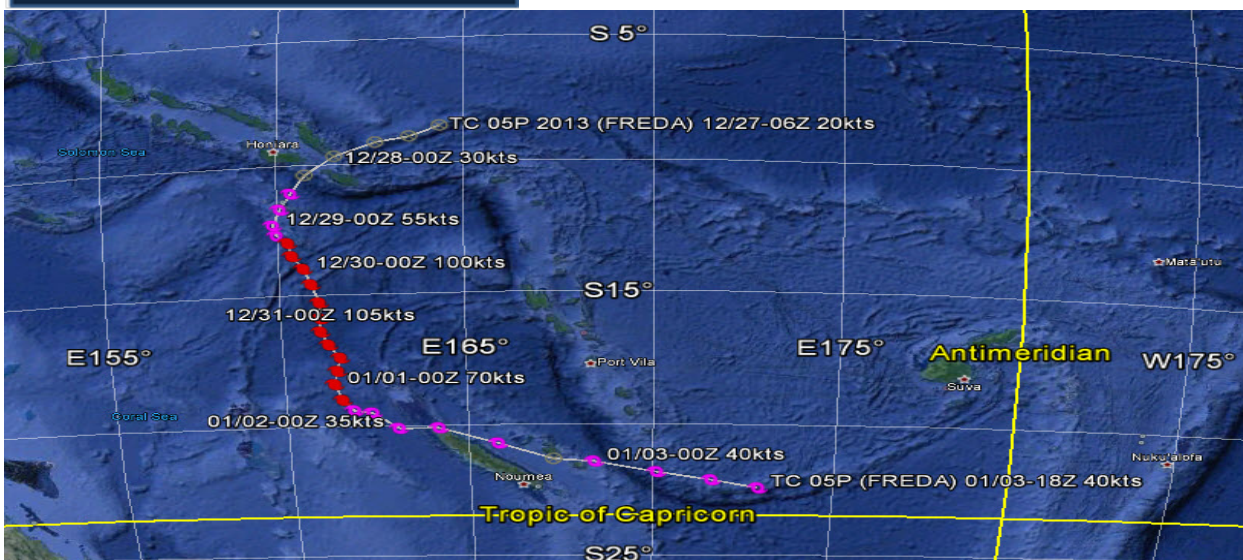 S 5°
TC 05P 2013 (FREDA) 12/27-06Z 20kts
Honiara
Solomon Sea
12/28-00Z 30kts
12/29-00Z 55kts
12/30-00Z 100kts
Mata'utu
S15°
12/31-00Z 105kts
E155°
E165°
E175°
Antimeridian
W175°
Port Vila
01/01-00Z 70kts
Suva
Coral Sea
01/02-00Z 35kts
01/03-00Z 40kts
Nuku'alofa
Noumea
TC 05P (FREDA) 01/03-18Z 40kts
Tropic of Capricorn
S25°